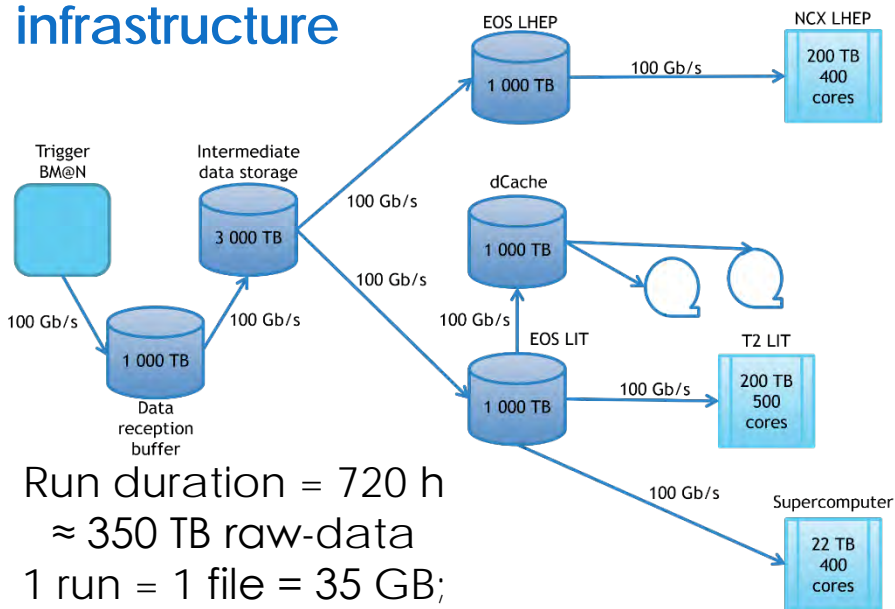 infrastructure
EOS LHEP
1 000 TB
100 Gb/s
NCX LHEP
200 TB
400
cores
Trigger
BM@N
100 Gb/s
1 000 TB
Data
reception
buffer
100 Gb/s
Intermediate
data storage
3 000 TB
100 Gb/s
100 Gb/s
dCache
1 000 TB
100 Gb/s
EOS LIT
1 000 TB
100 Gb/s
T2 LIT
200 TB
500
cores
100 Gb/s
Supercomputer
22 TB
400
cores
Run duration = 720 h
≈ 350 TB raw-data
1 run = 1 file = 35 GB;